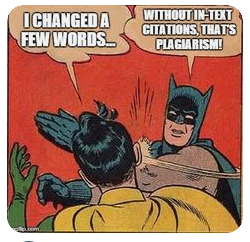 I CHANGED A
FEW WORDS...
WITHOUT IN-TEXT
CITATIONS, THAT'S
PLAGIARISM!